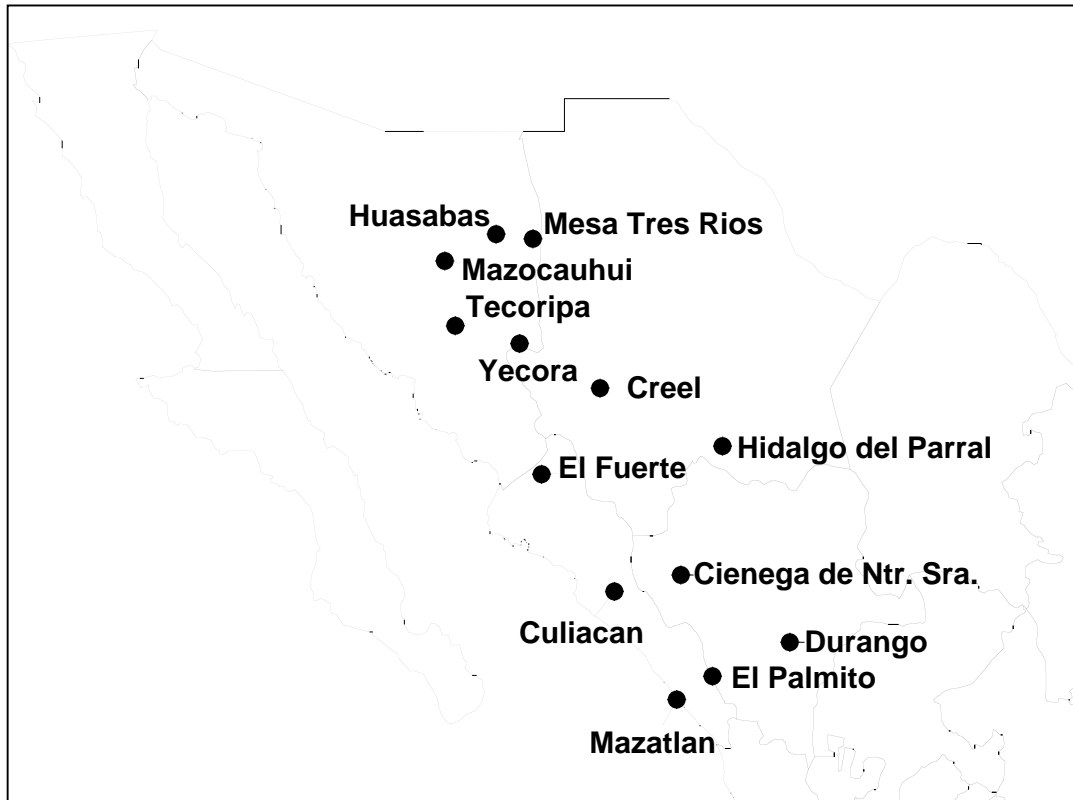 Huasabas
Mesa Tres Rios
Mazocauhui
Tecoripa
Yecora
Creel
Hidalgo del Parral
El Fuerte
Cienega de Ntr. Sra.
Culiacan
Durango
El Palmito
Mazatlan